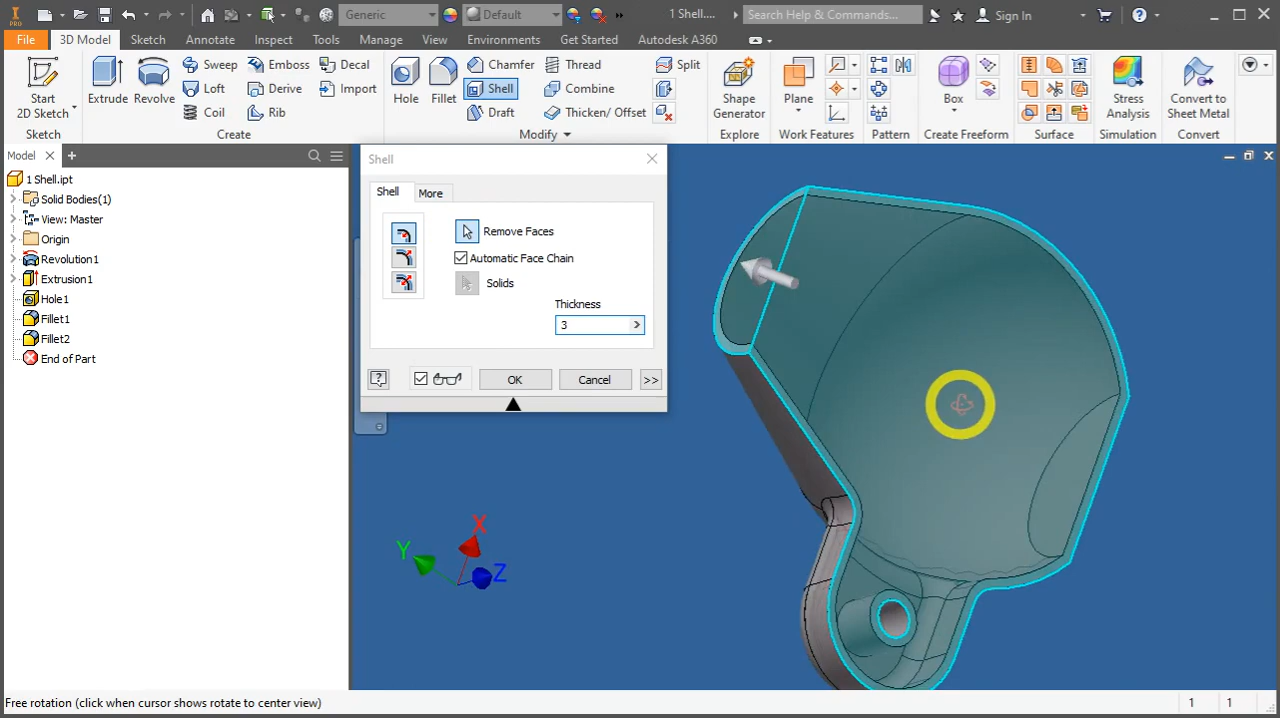 PRO
Generic
Default
1 Shell....
Search Help & Commands...
Sign In
File
3D Model
Sketch
Annotate
Inspect
Tools
Manage
View
Environments
Get Started
Autodesk A360
Start
2D Sketch
Sketch
Extrude
Revolve
Sweep
Loft
Coil
Emboss
Derive
Rib
Decal
Import
Create
Hole
Fillet
Chamfer
Shell
Draft
Thread
Combine
Thicken/ Offset
Split
Modify
Shape
Generator
Explore
Plane
Work Features
Pattern
Box
Create Freeform
Surface
Stress
Analysis
Simulation
Convert to
Sheet Metal
Convert
Model
1 Shell.ipt
Solid Bodies(1)
View: Master
Origin
Revolution1
Extrusion1
Hole1
Fillet1
Fillet2
End of Part
Shell
Shell
More
Remove Faces
Automatic Face Chain
Solids
Thickness
3
OK
Cancel
>>
X
Y
Z
Free rotation (click when cursor shows rotate to center view)
1
1